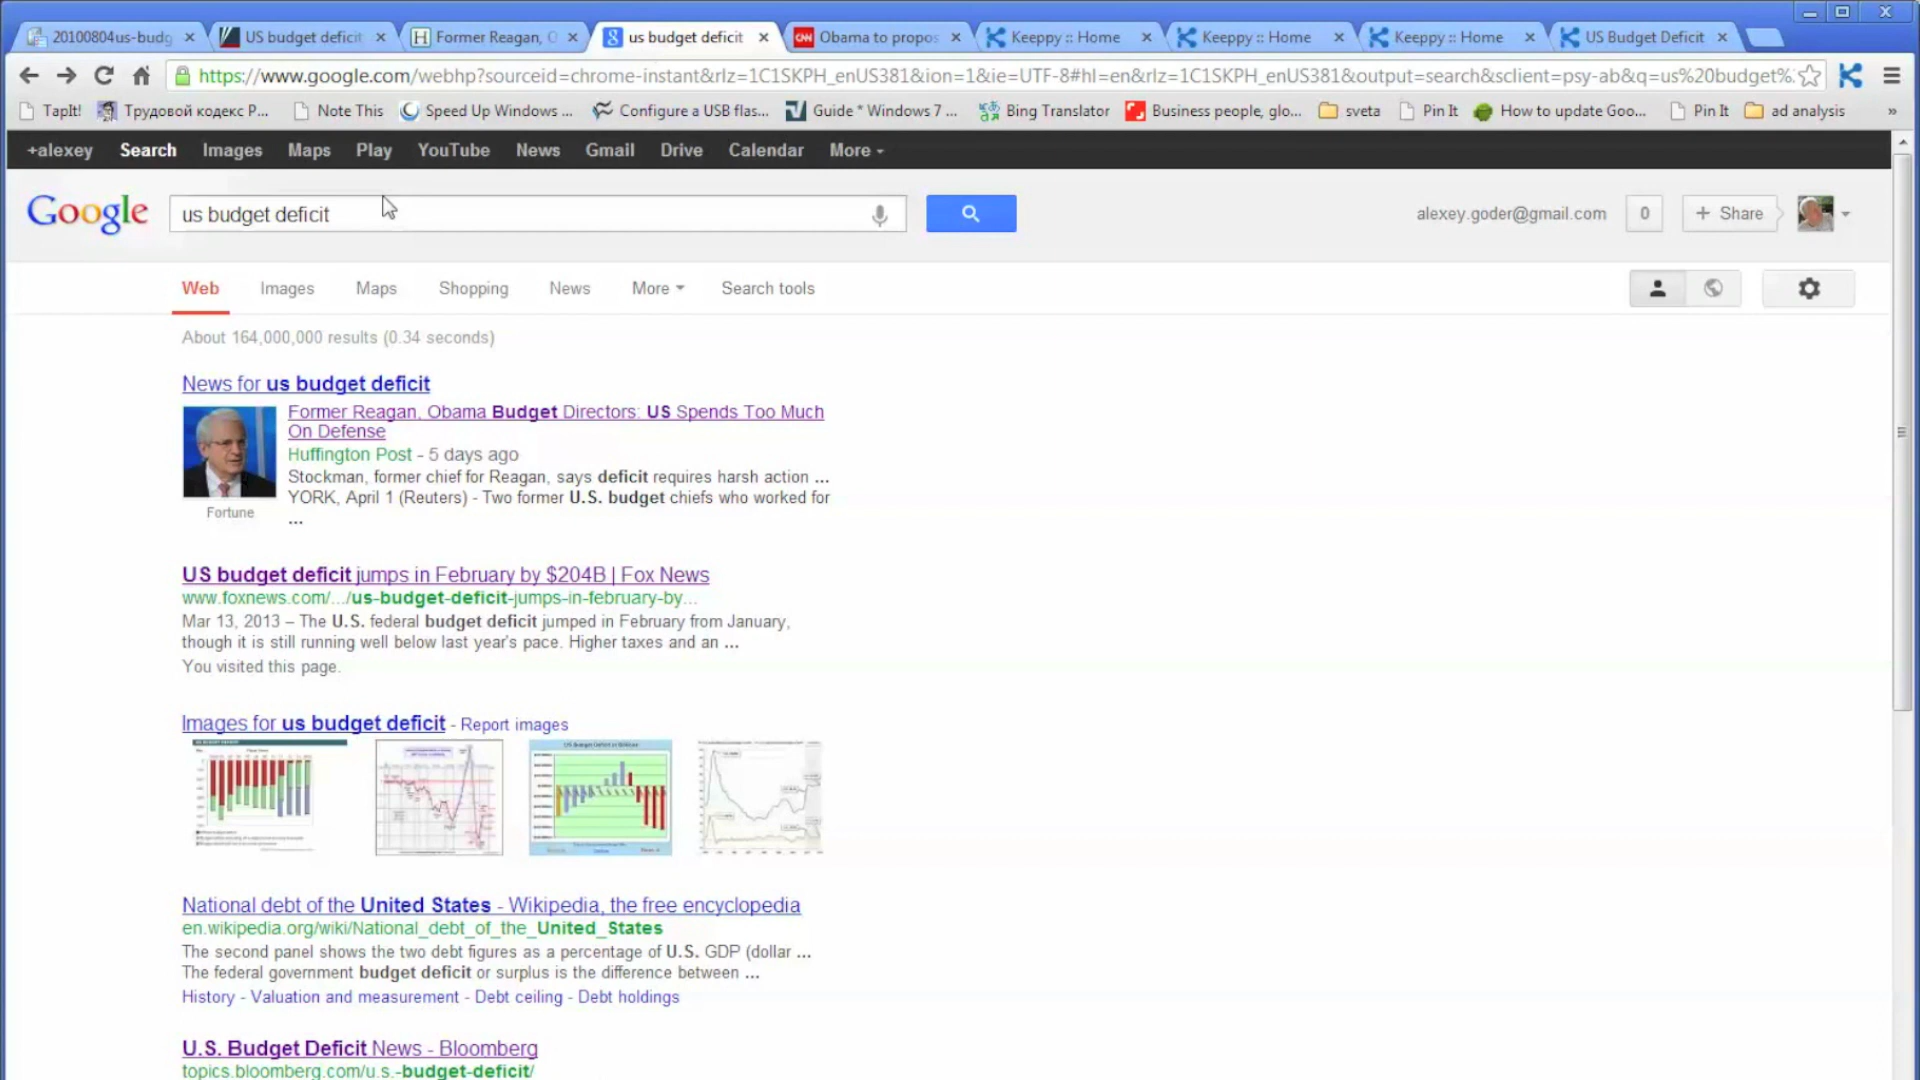 20100804us-budg
US budget deficit
Former Reagan, O
us budget deficit
Obama to propos
Keeppy :: Home
Keeppy :: Home
Keeppy :: Home
US Budget Deficit
https://www.google.com/webhp?sourceid=chrome-instant&rlz=1C1SKPH_enUS381&ion=1&ie=UTF-8#hl=en&rlz=1C1SKPH_enUS381&output=search&sclient=psy-ab&q=us%20budget%
TapIt!
Трудовой кодекс Р...
Note This
Speed Up Windows ...
Configure a USB flas...
Guide * Windows 7 ...
Bing Translator
Business people, glo...
sveta
Pin It
How to update Goo...
Pin It
ad analysis
»
+alexey Search Images Maps Play YouTube News Gmail Drive Calendar More
Google
us budget deficit
alexey.goder@gmail.com
0
+ Share
Web Images Maps Shopping News More Search tools
About 164,000,000 results (0.34 seconds)
News for us budget deficit
Former Reagan, Obama Budget Directors: US Spends Too Much
On Defense
Huffington Post - 5 days ago
Stockman, former chief for Reagan, says deficit requires harsh action ...
YORK, April 1 (Reuters) - Two former U.S. budget chiefs who worked for
...
Fortune
US budget deficit jumps in February by $204B | Fox News
www.foxnews.com/.../us-budget-deficit-jumps-in-february-by...
Mar 13, 2013 – The U.S. federal budget deficit jumped in February from January,
though it is still running well below last year's pace. Higher taxes and an ...
You visited this page.
Images for us budget deficit - Report images
National debt of the United States - Wikipedia, the free encyclopedia
en.wikipedia.org/wiki/National_debt_of_the_United_States
The second panel shows the two debt figures as a percentage of U.S. GDP (dollar ...
The federal government budget deficit or surplus is the difference between ...
History - Valuation and measurement - Debt ceiling - Debt holdings
U.S. Budget Deficit News - Bloomberg
topics.bloomberg.com/u.s.-budget-deficit/